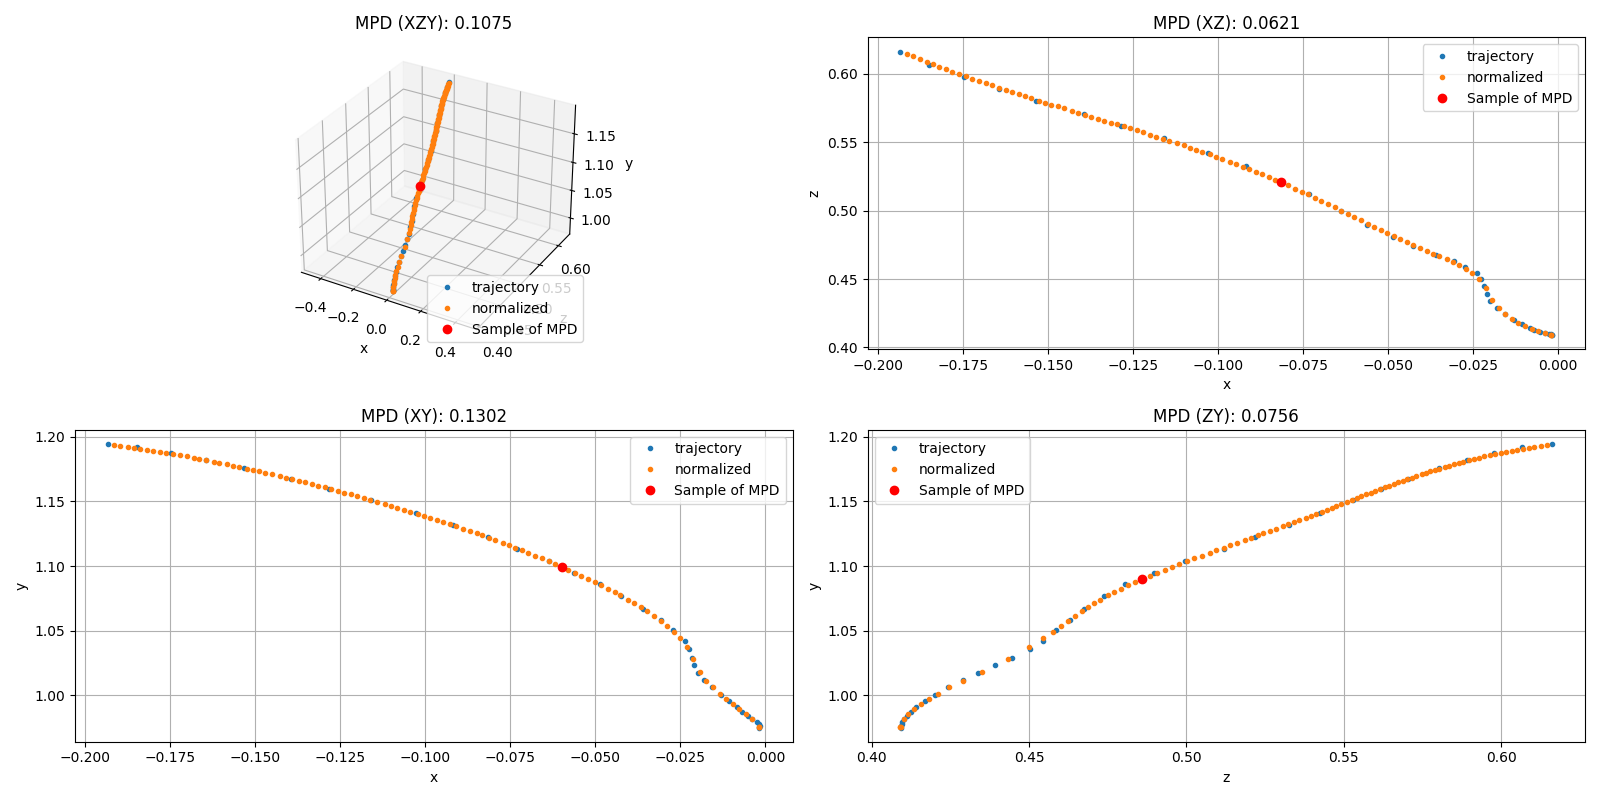 MPD (XZY): 0.1075
1.15
1.10
1.05
1.00
y
0.60
0.55
z
0.40
−0.4
−0.2
0.0
0.2
0.4
x
trajectory
normalized
Sample of MPD
MPD (XZ): 0.0621
0.60
0.55
0.50
0.45
0.40
z
−0.200
−0.175
−0.150
−0.125
−0.100
−0.075
−0.050
−0.025
0.000
x
trajectory
normalized
Sample of MPD
MPD (XY): 0.1302
1.20
1.15
1.10
1.05
1.00
y
−0.200
−0.175
−0.150
−0.125
−0.100
−0.075
−0.050
−0.025
0.000
x
trajectory
normalized
Sample of MPD
MPD (ZY): 0.0756
1.20
1.15
1.10
1.05
1.00
y
0.40
0.45
0.50
0.55
0.60
z
trajectory
normalized
Sample of MPD